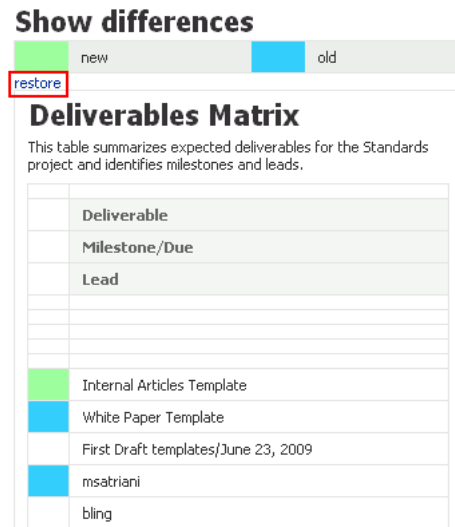 Show differences
new old
restore
Deliverables Matrix
This table summarizes expected deliverables for the Standards
project and identifies milestones and leads.
Deliverable
Milestone/Due
Lead
Internal Articles Template
White Paper Template
First Draft templates/June 23, 2009
msatriani
bling